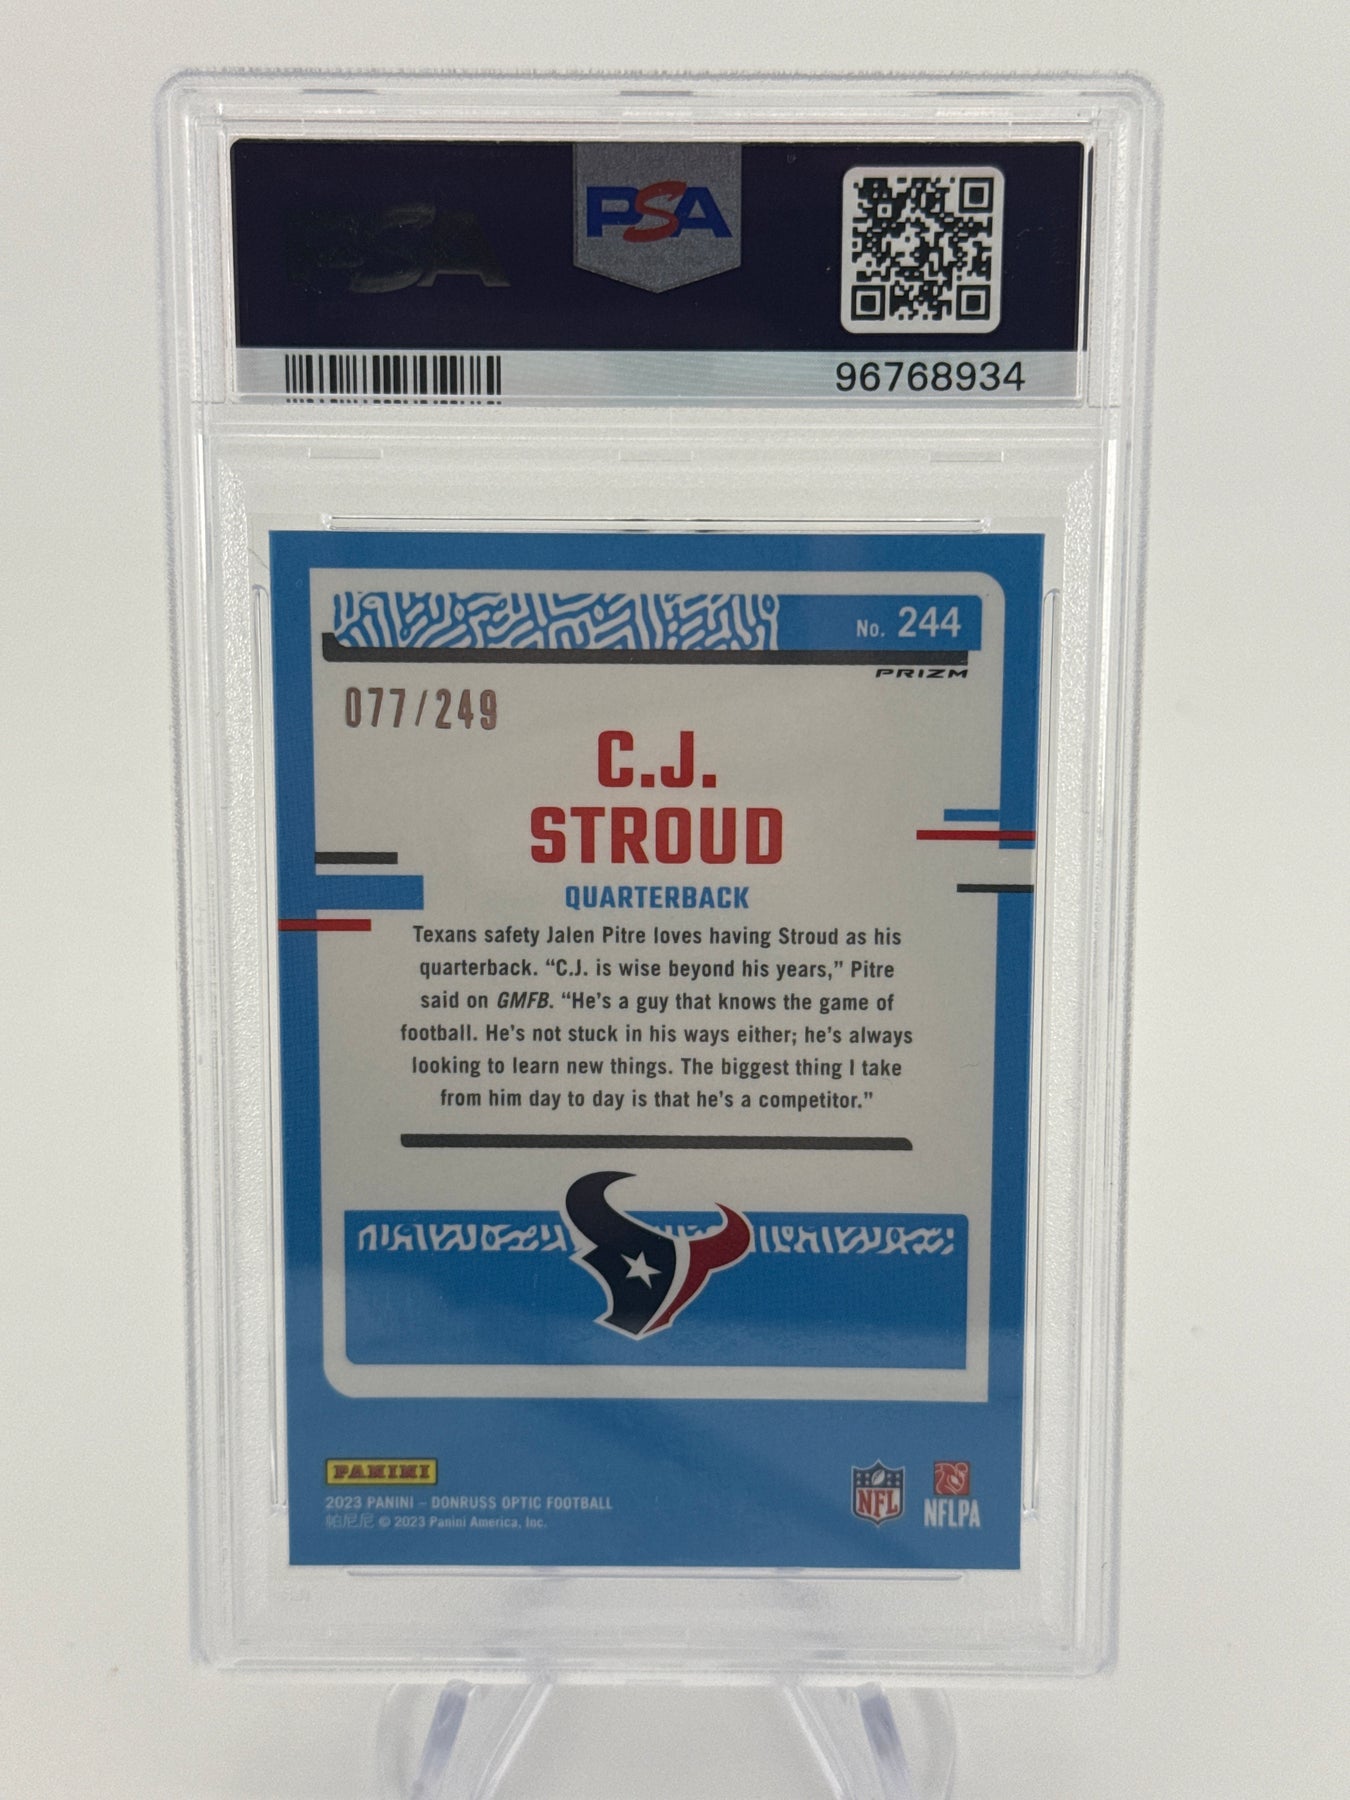 PSA
PSA
96768934
No. 244
PRIZM
077/249
C.J.
STROUD
QUARTERBACK
Texans safety Jalen Pitre loves having Stroud as his
quarterback. “C.J. is wise beyond his years,” Pitre
said on GMFB. “He’s a guy that knows the game of
football. He’s not stuck in his ways either; he’s always
looking to learn new things. The biggest thing I take
from him day to day is that he’s a competitor.”
PANINI
2023 PANINI – DONRUSS OPTIC FOOTBALL
帕尼尼 © 2023 Panini America, Inc.
NFL
NFLPA